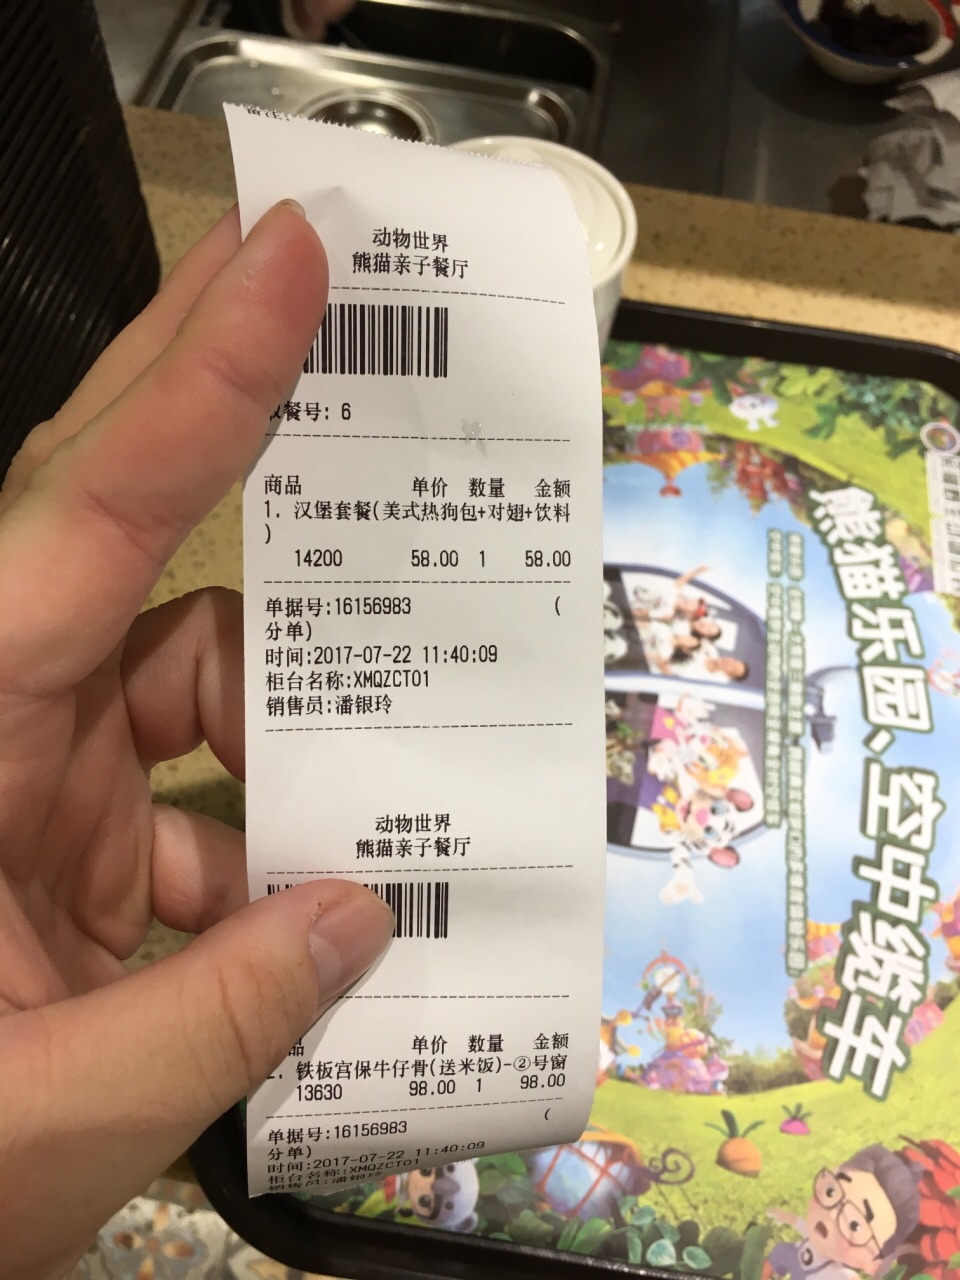 动物世界
熊猫亲子餐厅
餐号: 6
商品 单价 数量 金额
1. 汉堡套餐(美式热狗包+对翅+饮料
)
14200 58.00 1 58.00
单据号:16156983 (
分单)
时间:2017-07-22 11:40:09
柜台名称:XMQZCT01
销售员:潘银玲
动物世界
熊猫亲子餐厅
品 单价 数量 金额
铁板宫保牛仔骨(送米饭)-②号窗
13630 98.00 1 98.00
单据号:16156983 (
分单)
时间:2017-07-22 11:40:09
柜台名称:XMQZCT01
销售员:潘银玲
熊猫乐园、空中缆车